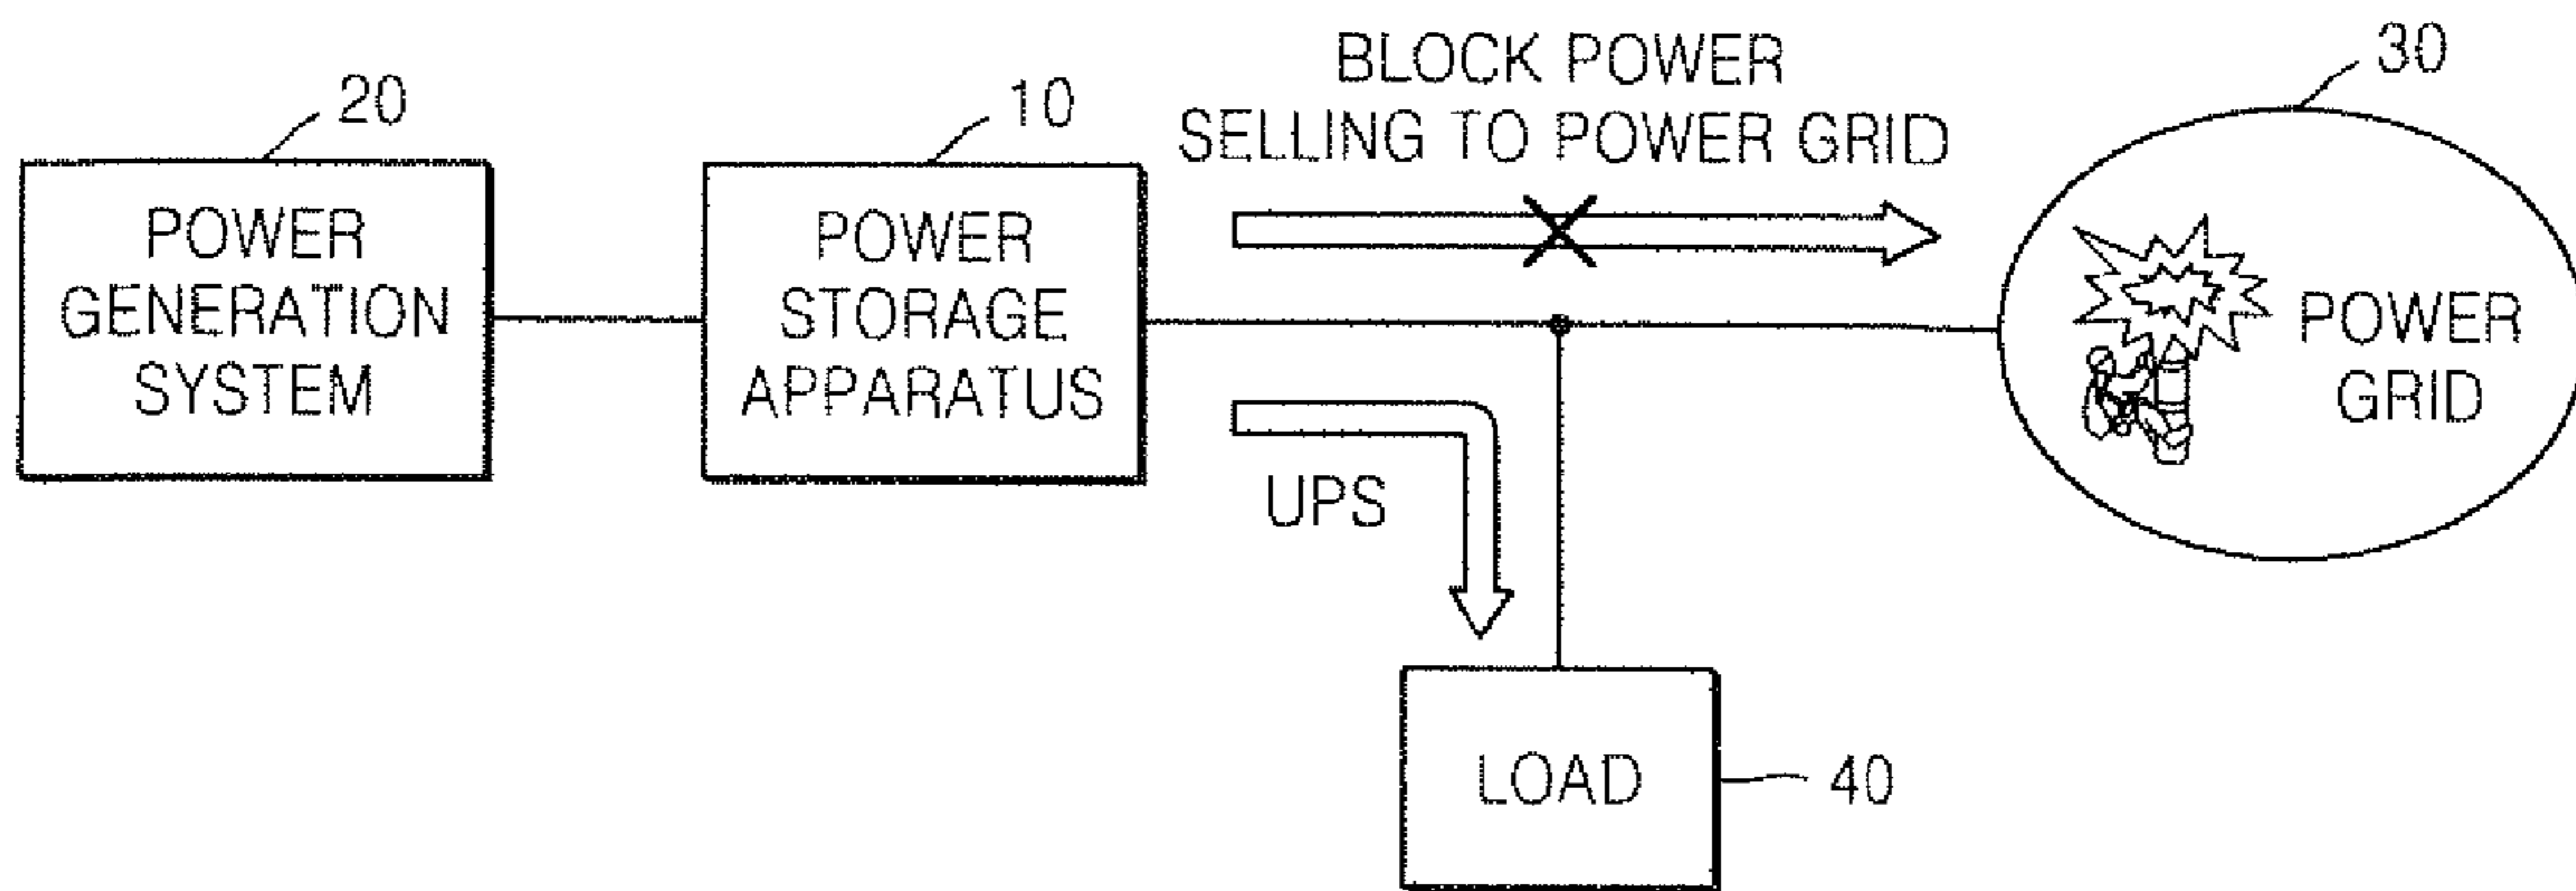 20
POWER
GENERATION
SYSTEM
10
POWER
STORAGE
APPARATUS
BLOCK POWER
SELLING TO POWER GRID
UPS
30
POWER
GRID
LOAD
40